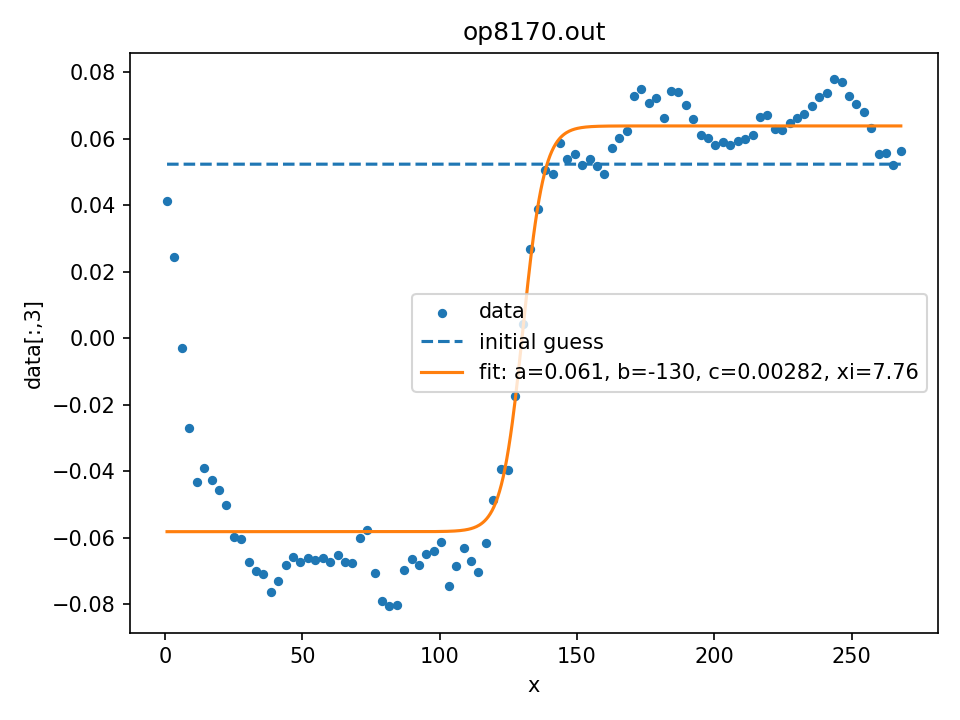 op8170.out
0.08
0.06
0.04
0.02
0.00
−0.02
−0.04
−0.06
−0.08
data[:,3]
data
initial guess
fit: a=0.061, b=-130, c=0.00282, xi=7.76
0 50 100 150 200 250
x